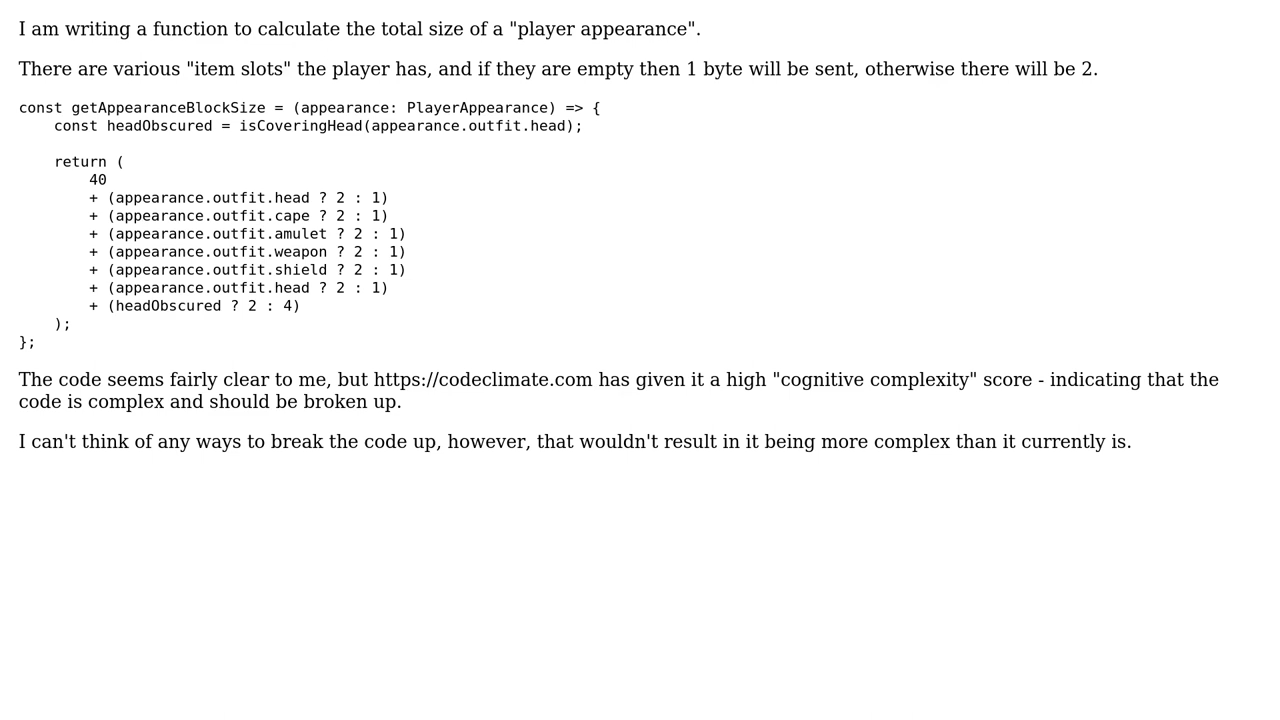 I am writing a function to calculate the total size of a "player appearance".
There are various "item slots" the player has, and if they are empty then 1 byte will be sent, otherwise there will be 2.
const getAppearanceBlockSize = (appearance: PlayerAppearance) => {
    const headObscured = isCoveringHead(appearance.outfit.head);
    return (
        40
        + (appearance.outfit.head ? 2 : 1)
        + (appearance.outfit.cape ? 2 : 1)
        + (appearance.outfit.amulet ? 2 : 1)
        + (appearance.outfit.weapon ? 2 : 1)
        + (appearance.outfit.shield ? 2 : 1)
        + (appearance.outfit.head ? 2 : 1)
        + (headObscured ? 2 : 4)
    );
};
The code seems fairly clear to me, but https://codeclimate.com has given it a high "cognitive complexity" score - indicating that the
code is complex and should be broken up.
I can't think of any ways to break the code up, however, that wouldn't result in it being more complex than it currently is.